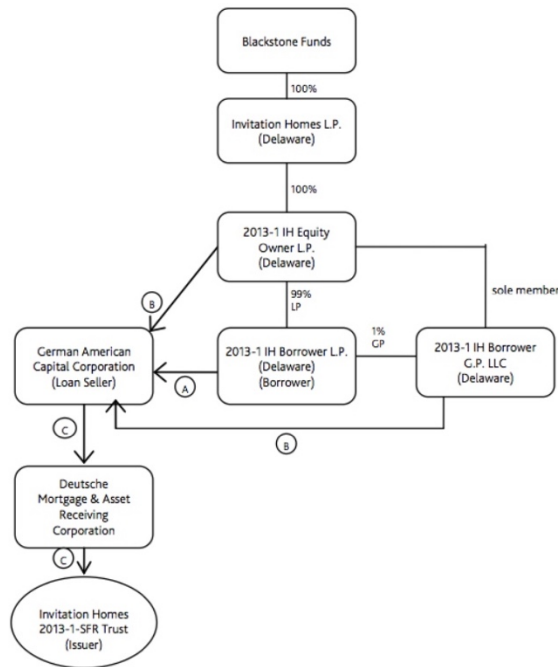 Blackstone Funds
100%
Invitation Homes L.P.
(Delaware)
100%
2013-1 IH Equity
Owner L.P.
(Delaware)
B
99%
LP
sole member
German American
Capital Corporation
(Loan Seller)
A
2013-1 IH Borrower L.P.
(Delaware)
(Borrower)
1%
GP
2013-1 IH Borrower
G.P. LLC
(Delaware)
C
B
Deutsche
Mortgage & Asset
Receiving
Corporation
C
Invitation Homes
2013-1-SFR Trust
(Issuer)